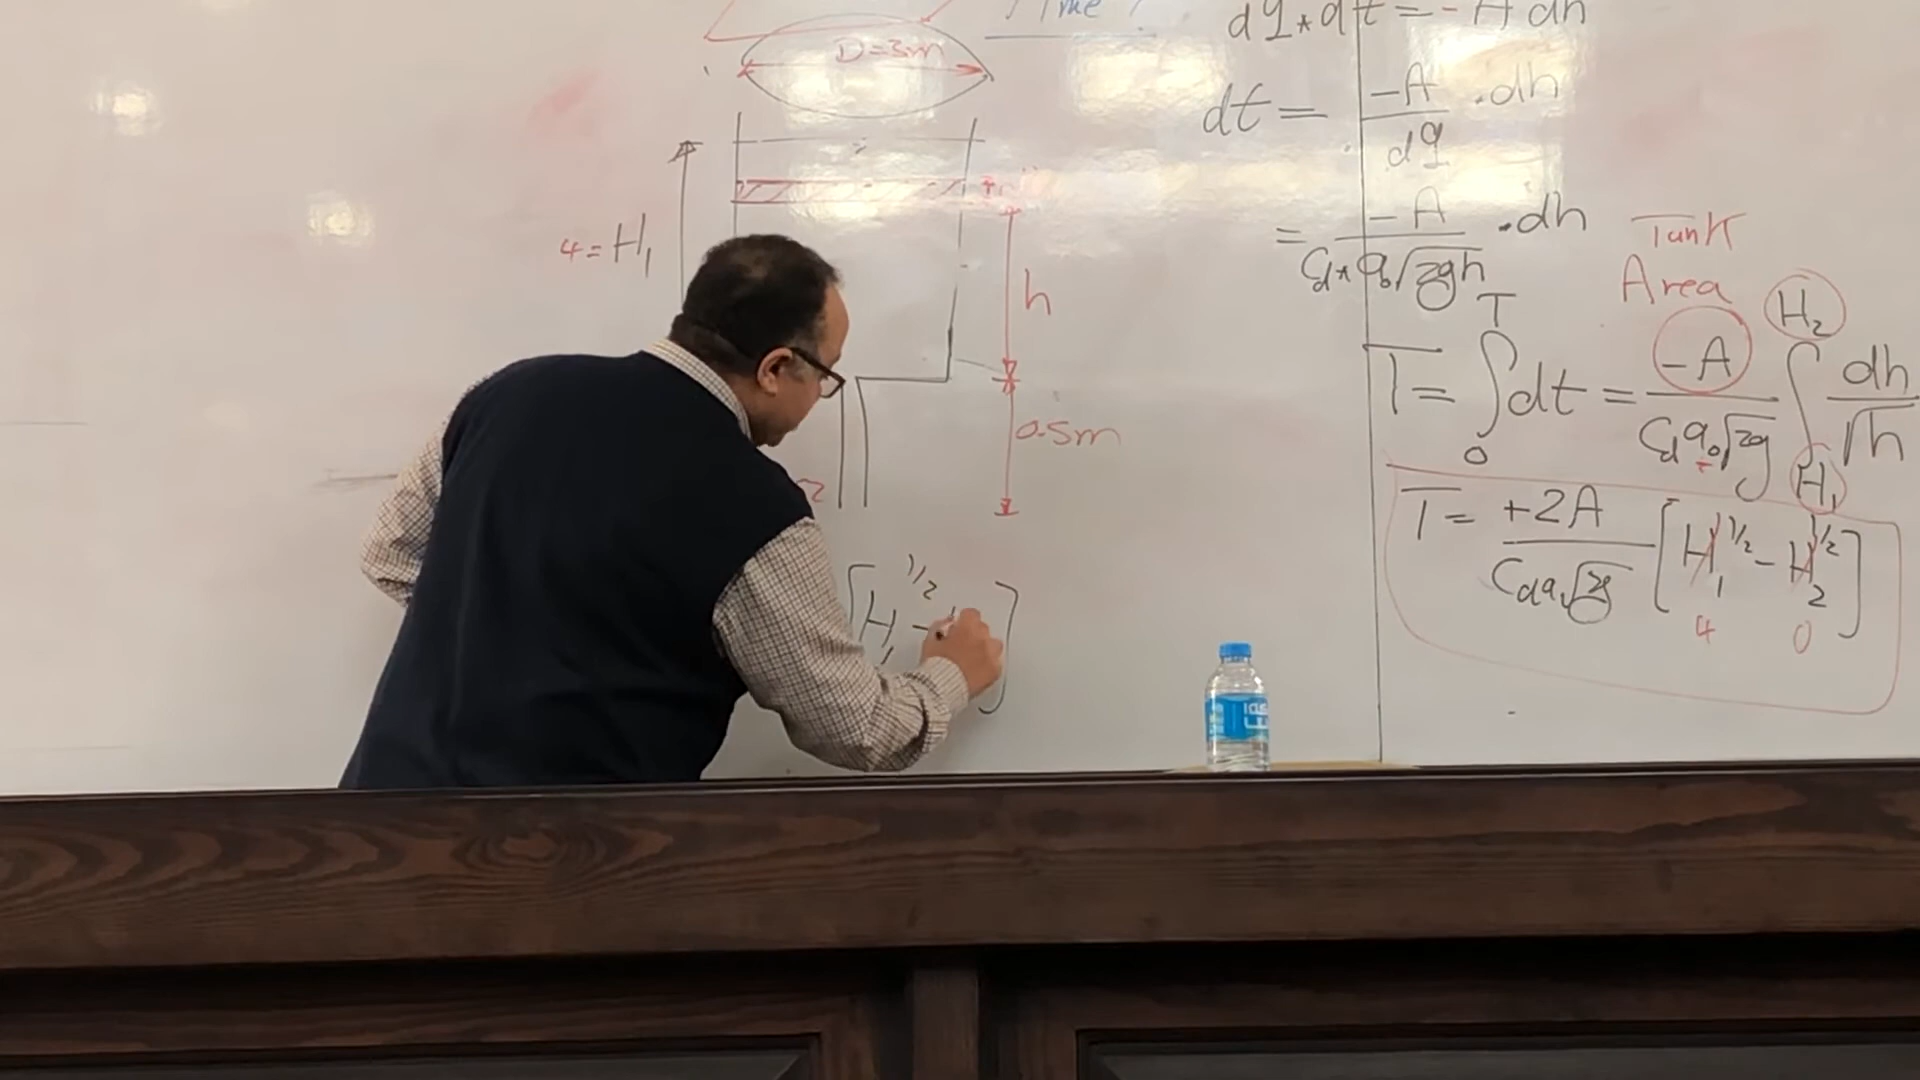 Time?
D=3m
4=H₁
h
0.5m
[H₁^1/2 -
dq*dt=-A dh
dt= -A/dq .dh
= -A/(Cd*a₀√2gh) .dh
Tank
Area
T= ∫₀ᵀ dt = -A/(Cd a₀√2g) ∫_H₁^H₂ dh/√h
T= +2A/(Cd a₀√2g) [H₁^1/2 - H₂^1/2]
4 0